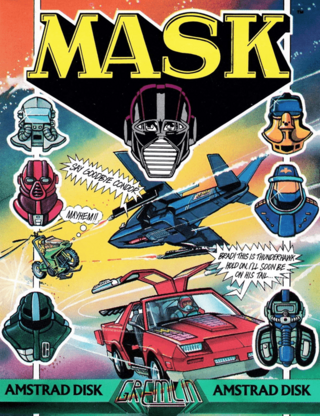 MASK
SAY GOODBYE CONDOR!
MAYHEM!!
BRAD! THIS IS THUNDERHAWK
HOLD ON, I'LL SOON BE
ON HIS TAIL...
AMSTRAD DISK
GREMLIN
AMSTRAD DISK